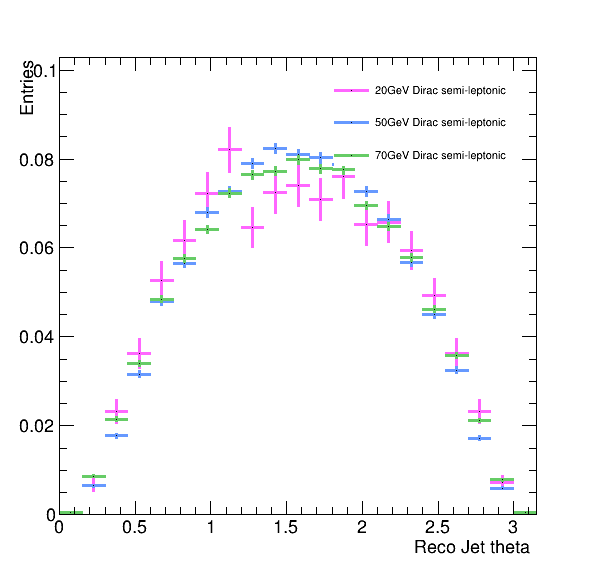 Entries
0.1
0.08
0.06
0.04
0.02
0
20GeV Dirac semi-leptonic
50GeV Dirac semi-leptonic
70GeV Dirac semi-leptonic
0 0.5 1 1.5 2 2.5 3
Reco Jet theta